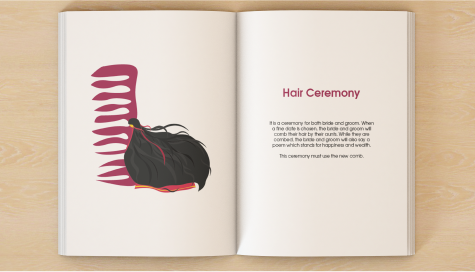 Hair Ceremony
It is a ceremony for both bride and groom. When
a fine date is chosen, the bride and groom will
comb their hair by their aunts. While they are
combed, the bride and groom will also say a
poem which stands for happiness and wealth.
This ceremony must use the new comb.